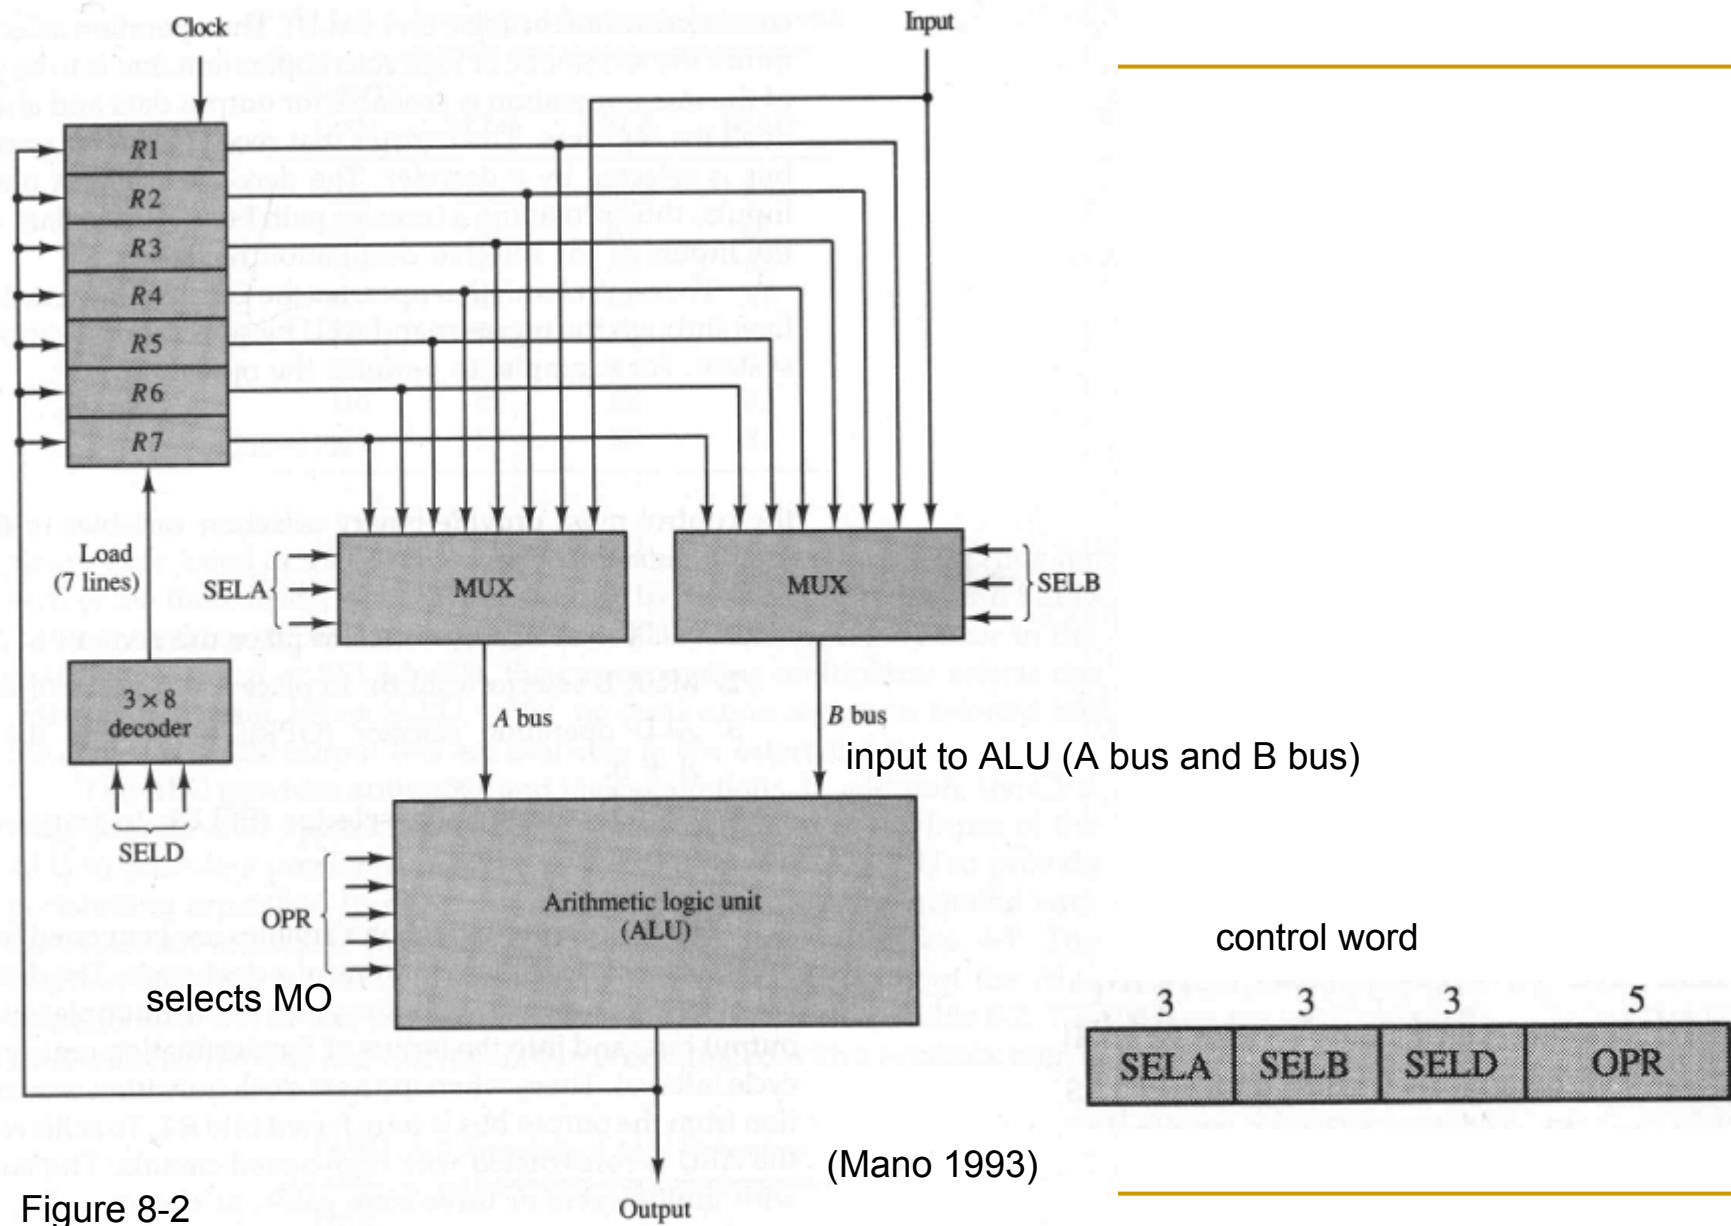 Clock
Input
R1
R2
R3
R4
R5
R6
R7
Load
(7 lines)
SELA
MUX
MUX
SELB
3 × 8
decoder
A bus
B bus
input to ALU (A bus and B bus)
SELD
OPR
Arithmetic logic unit
(ALU)
selects MO
control word
3 3 3 5
SELA SELB SELD OPR
(Mano 1993)
Output
Figure 8-2